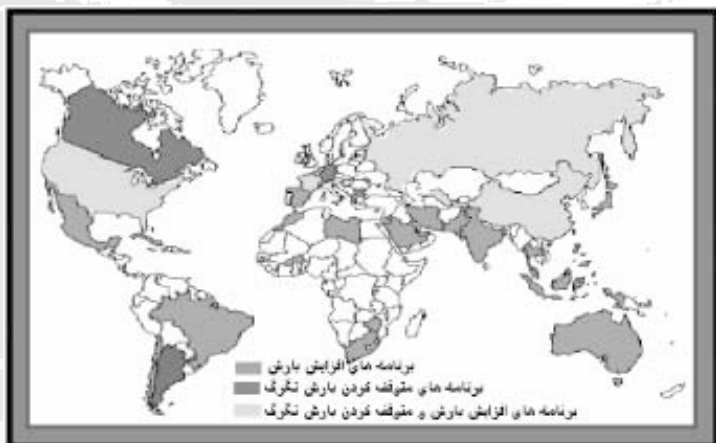 برنامه های افزایش بارش
برنامه های متوقف کردن بارش تگرگ
برنامه های افزایش بارش و متوقف کردن بارش تگرگ